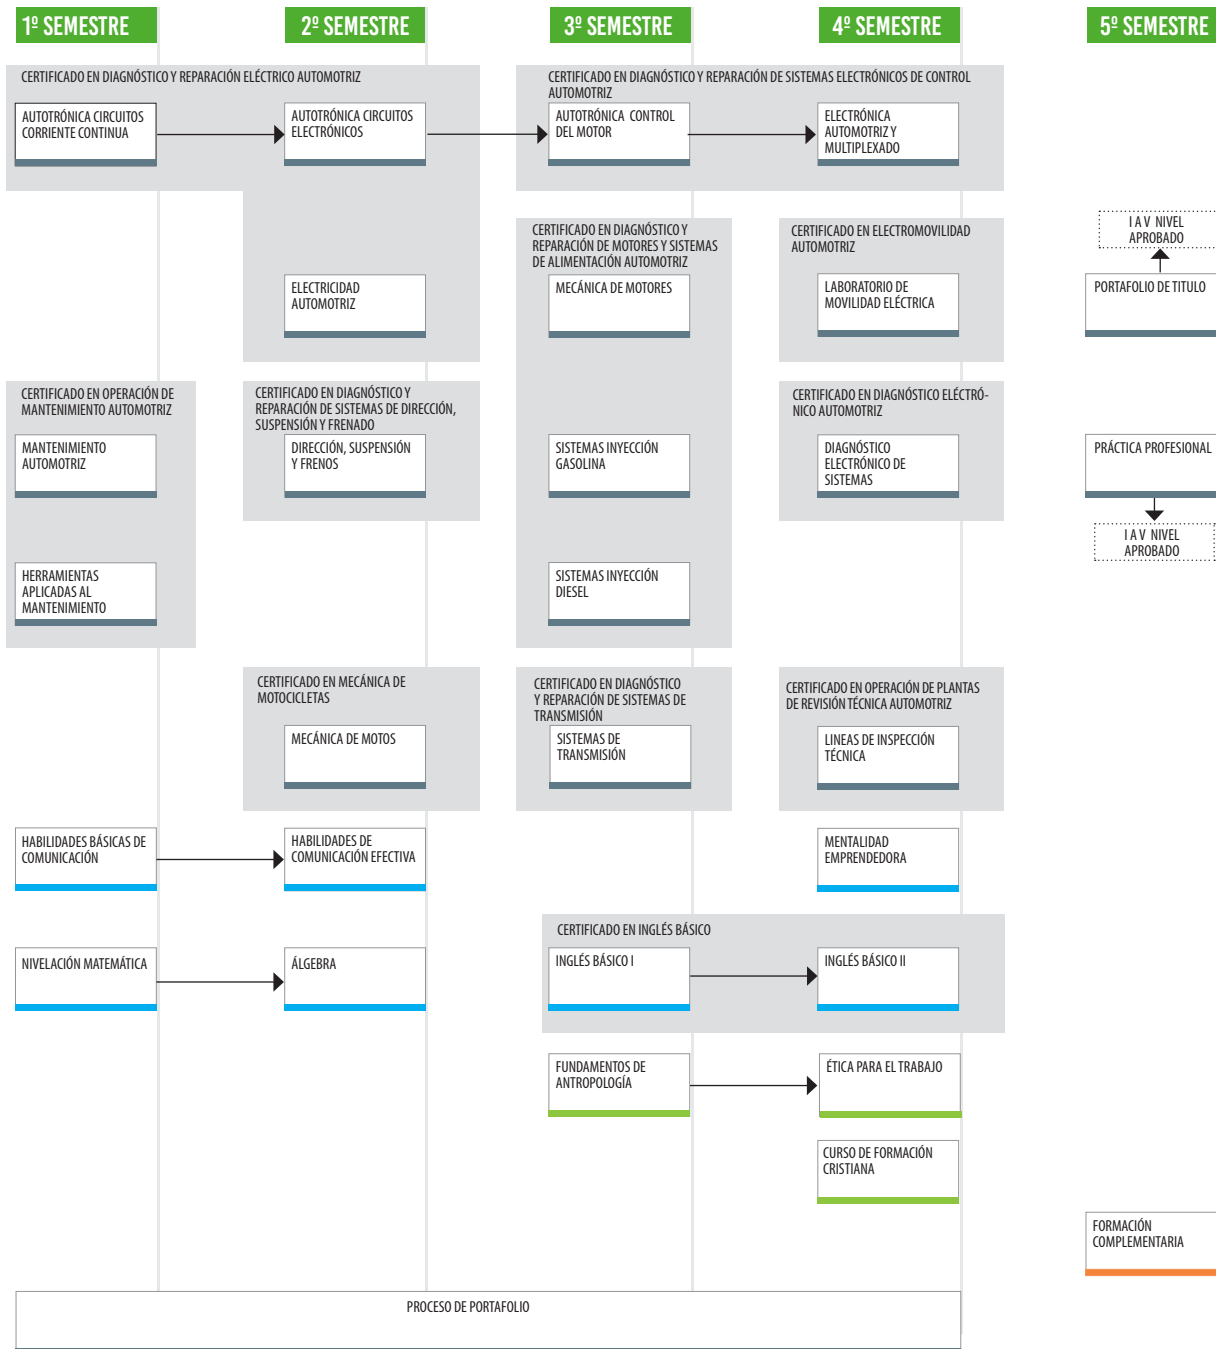 1º SEMESTRE
2º SEMESTRE
3º SEMESTRE
4º SEMESTRE
5º SEMESTRE
CERTIFICADO EN DIAGNÓSTICO Y REPARACIÓN ELÉCTRICO AUTOMOTRIZ
CERTIFICADO EN DIAGNÓSTICO Y REPARACIÓN DE SISTEMAS ELECTRÓNICOS DE CONTROL
AUTOMOTRIZ
AUTOTRÓNICA CIRCUITOS
CORRIENTE CONTINUA
AUTOTRÓNICA CIRCUITOS
ELECTRÓNICOS
AUTOTRÓNICA CONTROL
DEL MOTOR
ELECTRÓNICA
AUTOMOTRIZ Y
MULTIPLEXADO
CERTIFICADO EN DIAGNÓSTICO Y
REPARACIÓN DE MOTORES Y SISTEMAS
DE ALIMENTACIÓN AUTOMOTRIZ
CERTIFICADO EN ELECTROMOVILIDAD
AUTOMOTRIZ
I A V NIVEL
APROBADO
ELECTRICIDAD
AUTOMOTRIZ
MECÁNICA DE MOTORES
LABORATORIO DE
MOVILIDAD ELÉCTRICA
PORTAFOLIO DE TITULO
CERTIFICADO EN OPERACIÓN DE
MANTENIMIENTO AUTOMOTRIZ
CERTIFICADO EN DIAGNÓSTICO Y
REPARACIÓN DE SISTEMAS DE DIRECCIÓN,
SUSPENSIÓN Y FRENADO
CERTIFICADO EN DIAGNÓSTICO ELÉCTRÓ-
NICO AUTOMOTRIZ
MANTENIMIENTO
AUTOMOTRIZ
DIRECCIÓN, SUSPENSIÓN
Y FRENOS
SISTEMAS INYECCIÓN
GASOLINA
DIAGNÓSTICO
ELECTRÓNICO DE
SISTEMAS
PRÁCTICA PROFESIONAL
I A V NIVEL
APROBADO
HERRAMIENTAS
APLICADAS AL
MANTENIMIENTO
SISTEMAS INYECCIÓN
DIESEL
CERTIFICADO EN MECÁNICA DE
MOTOCICLETAS
CERTIFICADO EN DIAGNÓSTICO
Y REPARACIÓN DE SISTEMAS DE
TRANSMISIÓN
CERTIFICADO EN OPERACIÓN DE PLANTAS
DE REVISIÓN TÉCNICA AUTOMOTRIZ
MECÁNICA DE MOTOS
SISTEMAS DE
TRANSMISIÓN
LINEAS DE INSPECCIÓN
TÉCNICA
HABILIDADES BÁSICAS DE
COMUNICACIÓN
HABILIDADES DE
COMUNICACIÓN EFECTIVA
MENTALIDAD
EMPRENDEDORA
CERTIFICADO EN INGLÉS BÁSICO
NIVELACIÓN MATEMÁTICA
ÁLGEBRA
INGLÉS BÁSICO I
INGLÉS BÁSICO II
FUNDAMENTOS DE
ANTROPOLOGÍA
ÉTICA PARA EL TRABAJO
CURSO DE FORMACIÓN
CRISTIANA
FORMACIÓN
COMPLEMENTARIA
PROCESO DE PORTAFOLIO